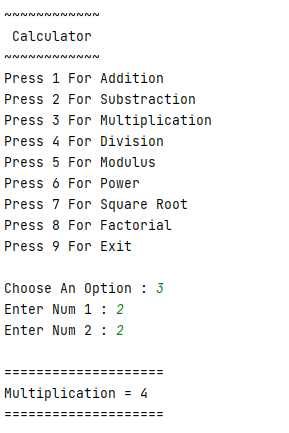 ~~~~~~~~~~~~
 Calculator
~~~~~~~~~~~~
Press 1 For Addition
Press 2 For Substraction
Press 3 For Multiplication
Press 4 For Division
Press 5 For Modulus
Press 6 For Power
Press 7 For Square Root
Press 8 For Factorial
Press 9 For Exit

Choose An Option : 3
Enter Num 1 : 2
Enter Num 2 : 2

====================
Multiplication = 4
====================